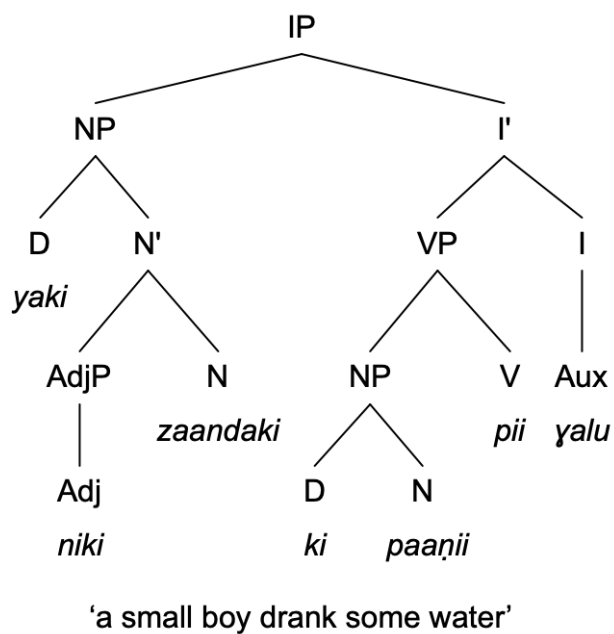 IP
NP I'
D N' VP I
yaki
AdjP N NP V Aux
zaandaki pii ɣalu
Adj D N
niki ki paaṇii
‘a small boy drank some water’